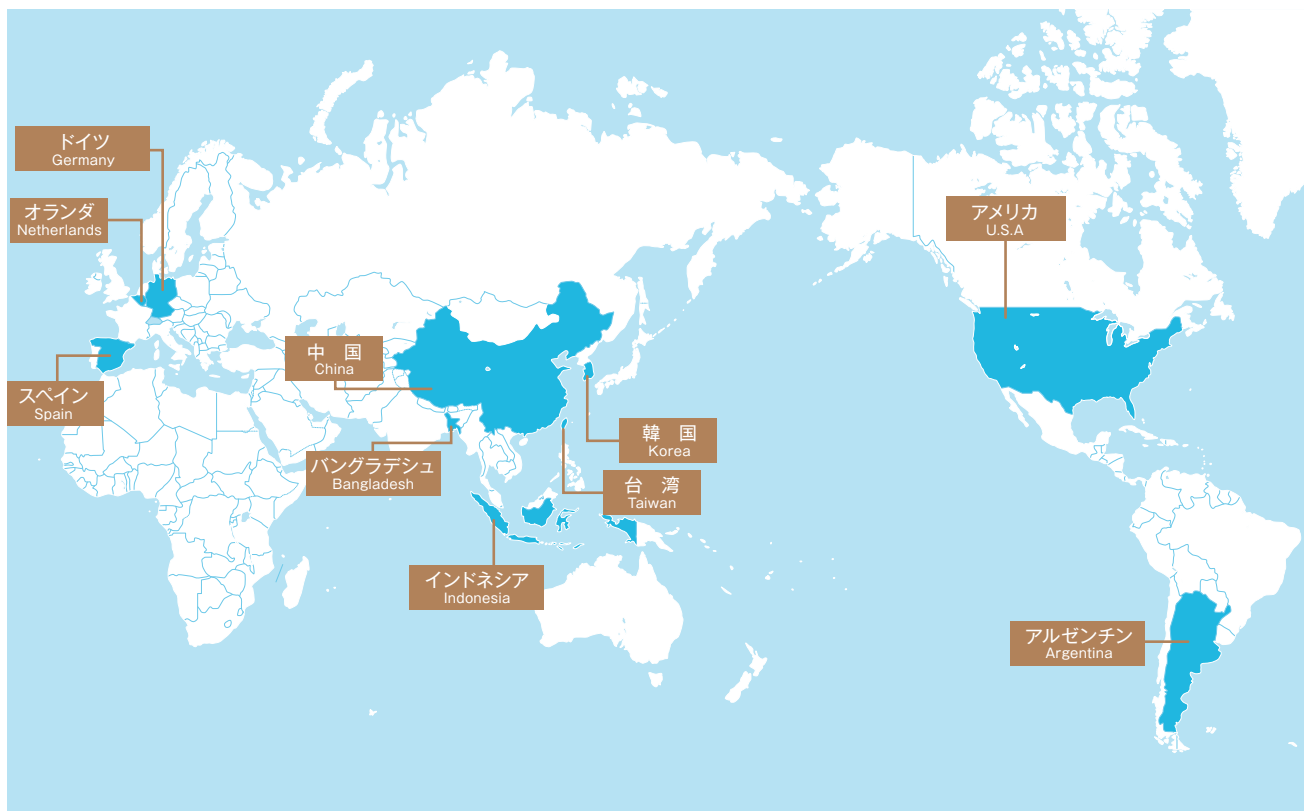 ドイツ
Germany
オランダ
Netherlands
アメリカ
U.S.A
中　国
China
スペイン
Spain
韓　国
Korea
バングラデシュ
Bangladesh
台　湾
Taiwan
インドネシア
Indonesia
アルゼンチン
Argentina